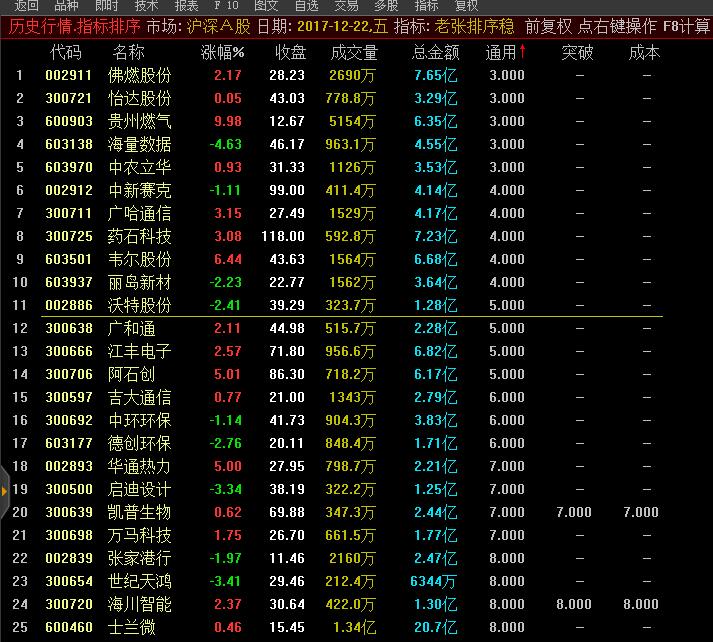 返回 品种 即时 技术 报表 F 10 图文 自选 交易 多股 指标 复权
历史行情.指标排序 市场: 沪深A股 日期: 2017-12-22,五 指标: 老张排序稳 前复权 点右键操作 F8计算
代码 名称 涨幅% 收盘 成交量 总金额 通用↑ 突破 成本
1 002911 佛燃股份 2.17 28.23 2690万 7.65亿 3.000 — —
2 300721 怡达股份 0.05 43.03 778.8万 3.29亿 3.000 — —
3 600903 贵州燃气 9.98 12.67 5154万 6.35亿 3.000 — —
4 603138 海量数据 -4.63 46.17 963.1万 4.55亿 3.000 — —
5 603970 中农立华 0.93 31.33 1126万 3.53亿 3.000 — —
6 002912 中新赛克 -1.11 99.00 411.4万 4.14亿 4.000 — —
7 300711 广哈通信 3.15 27.49 1529万 4.17亿 4.000 — —
8 300725 药石科技 3.08 118.00 592.8万 7.23亿 4.000 — —
9 603501 韦尔股份 6.44 43.63 1564万 6.68亿 4.000 — —
10 603937 丽岛新材 -2.23 22.77 1562万 3.64亿 4.000 — —
11 002886 沃特股份 -2.41 39.29 323.7万 1.28亿 5.000 — —
12 300638 广和通 2.11 44.98 515.7万 2.28亿 5.000 — —
13 300666 江丰电子 2.57 71.80 956.6万 6.82亿 5.000 — —
14 300706 阿石创 5.01 86.30 718.2万 6.17亿 5.000 — —
15 300597 吉大通信 0.77 21.00 1343万 2.79亿 6.000 — —
16 300692 中环环保 -1.14 41.73 904.3万 3.83亿 6.000 — —
17 603177 德创环保 -2.76 20.11 848.4万 1.71亿 6.000 — —
18 002893 华通热力 5.00 27.95 798.7万 2.21亿 7.000 — —
19 300500 启迪设计 -3.34 38.19 322.2万 1.25亿 7.000 — —
20 300639 凯普生物 0.62 69.88 347.3万 2.44亿 7.000 7.000 7.000
21 300698 万马科技 1.75 26.70 661.5万 1.77亿 7.000 — —
22 002839 张家港行 -1.97 11.46 2160万 2.47亿 8.000 — —
23 300654 世纪天鸿 -3.41 29.46 212.4万 6344万 8.000 — —
24 300720 海川智能 2.37 30.64 422.0万 1.30亿 8.000 8.000 8.000
25 600460 士兰微 0.46 15.45 1.34亿 20.7亿 8.000 — —